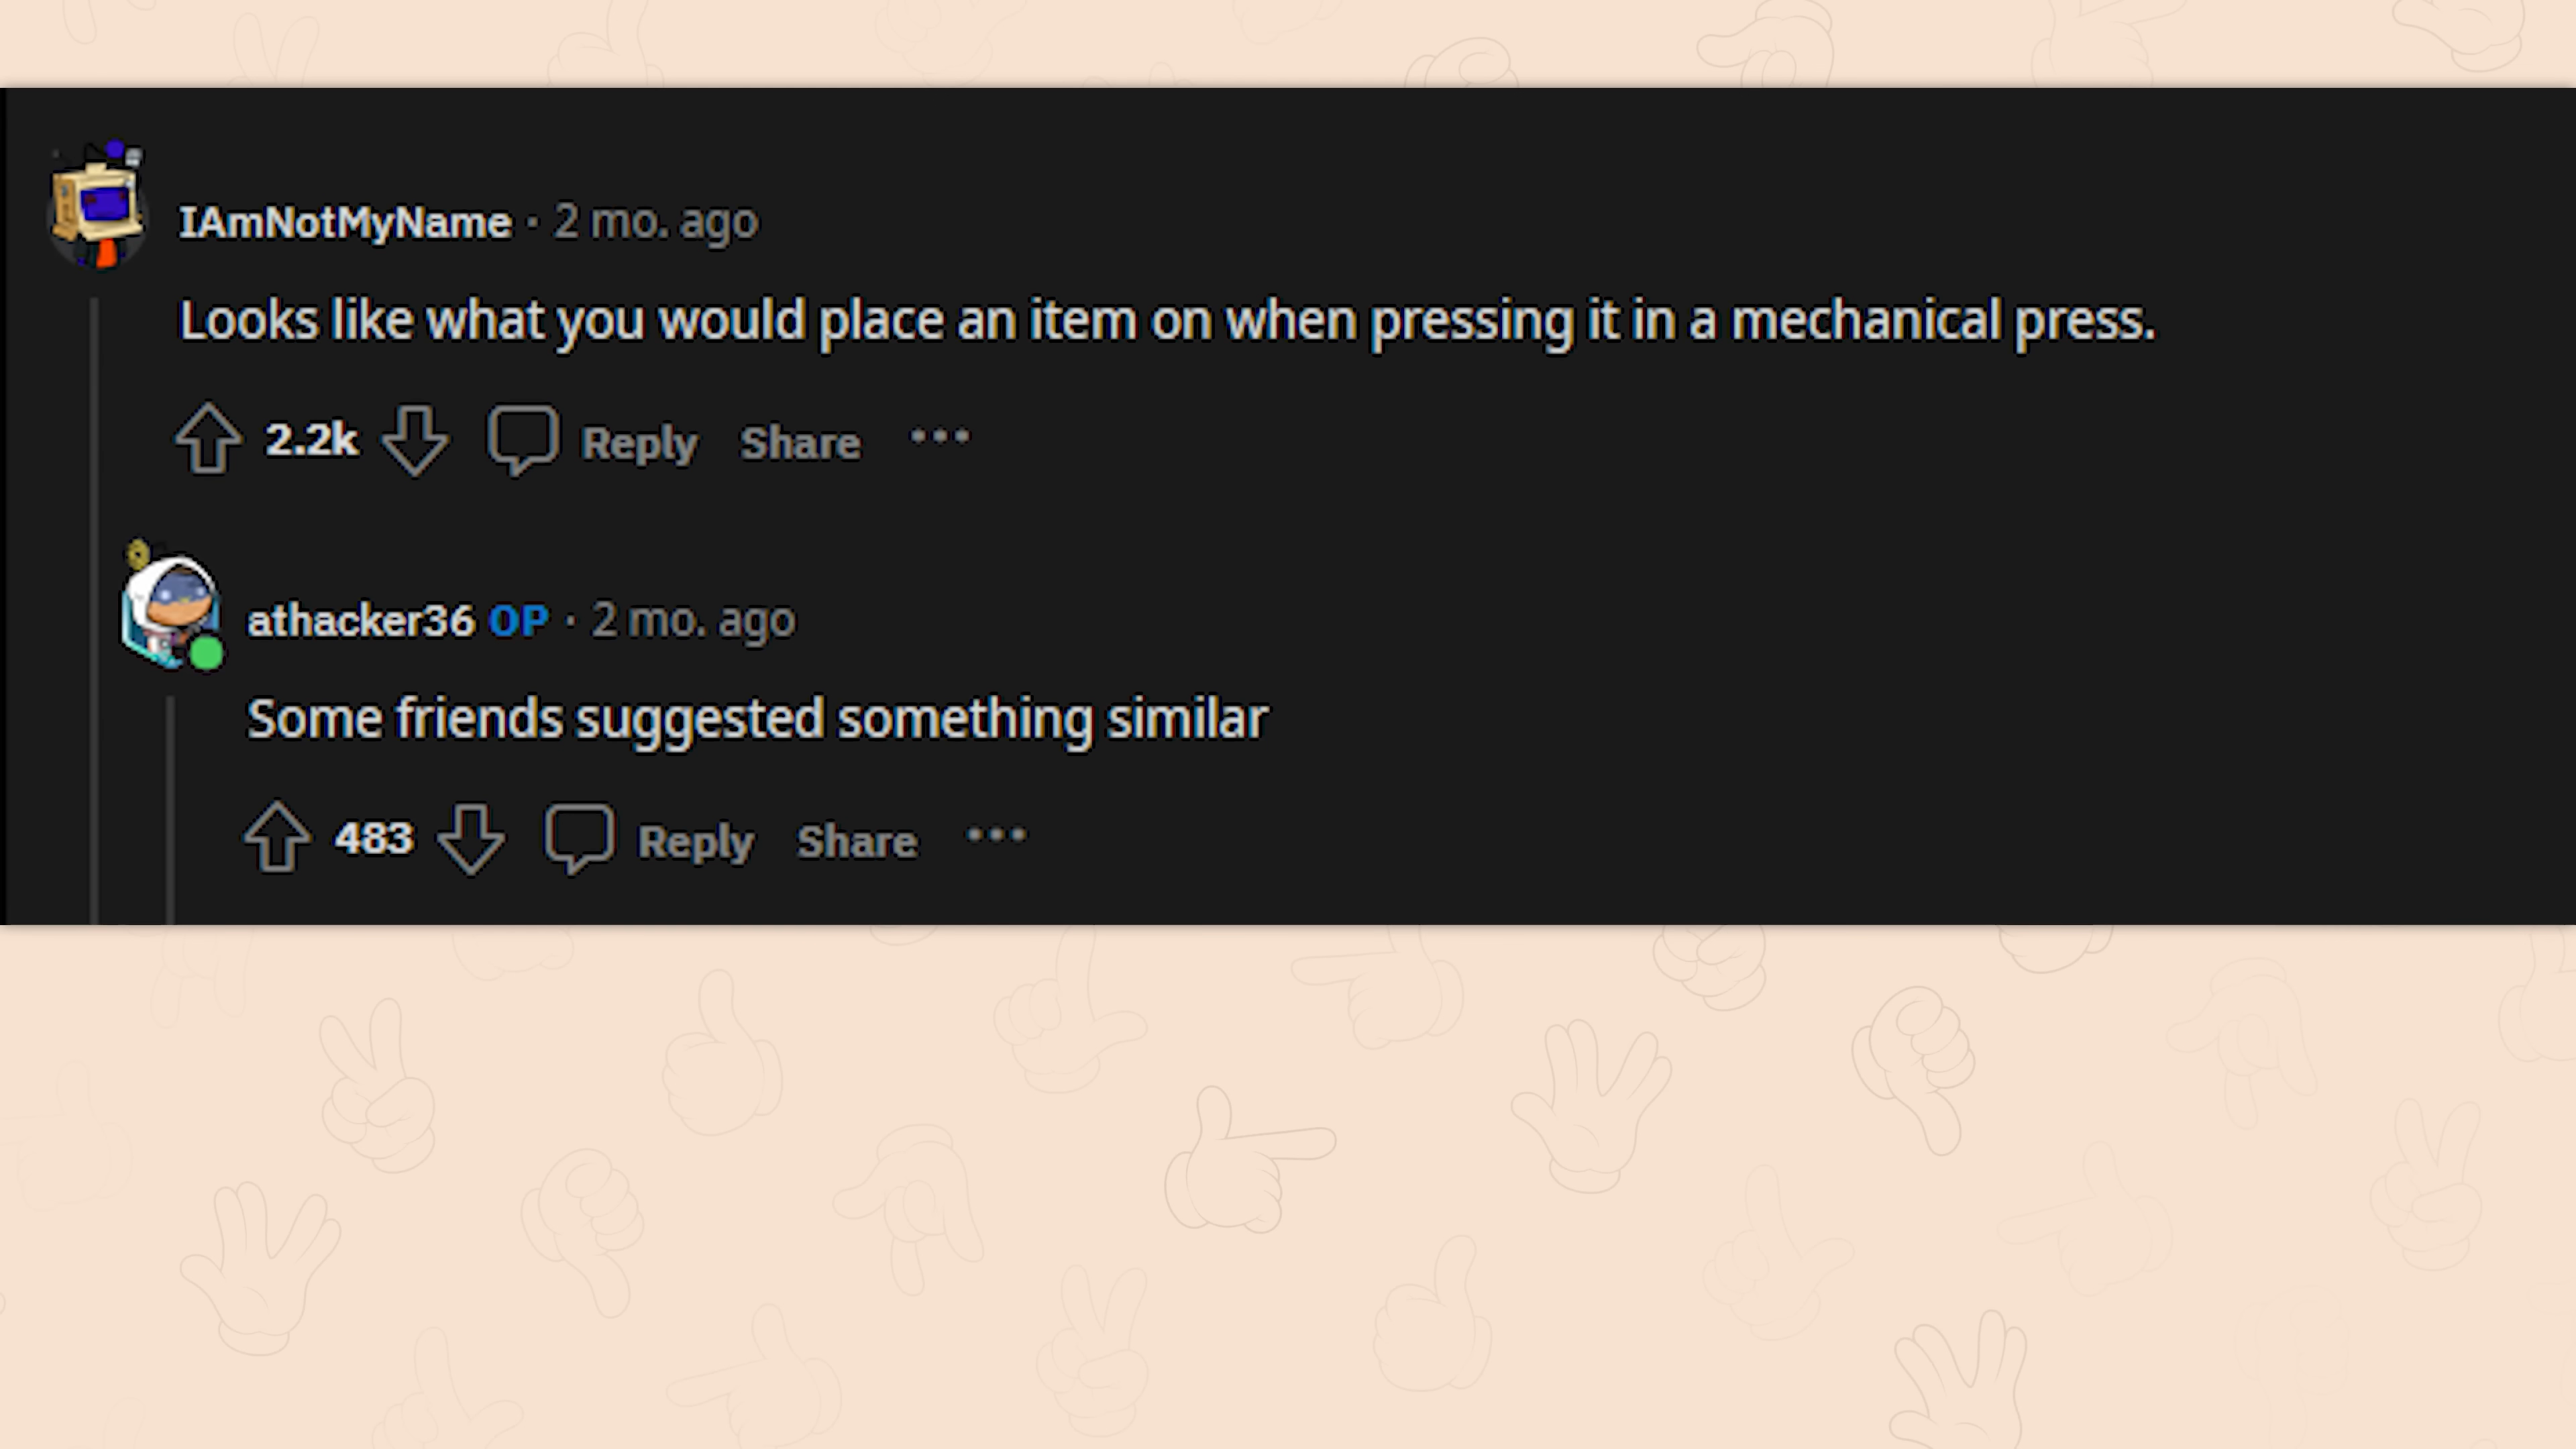 IAmNotMyName · 2 mo. ago
Looks like what you would place an item on when pressing it in a mechanical press.
2.2k Reply Share ···
athacker36 OP · 2 mo. ago
Some friends suggested something similar
483 Reply Share ···